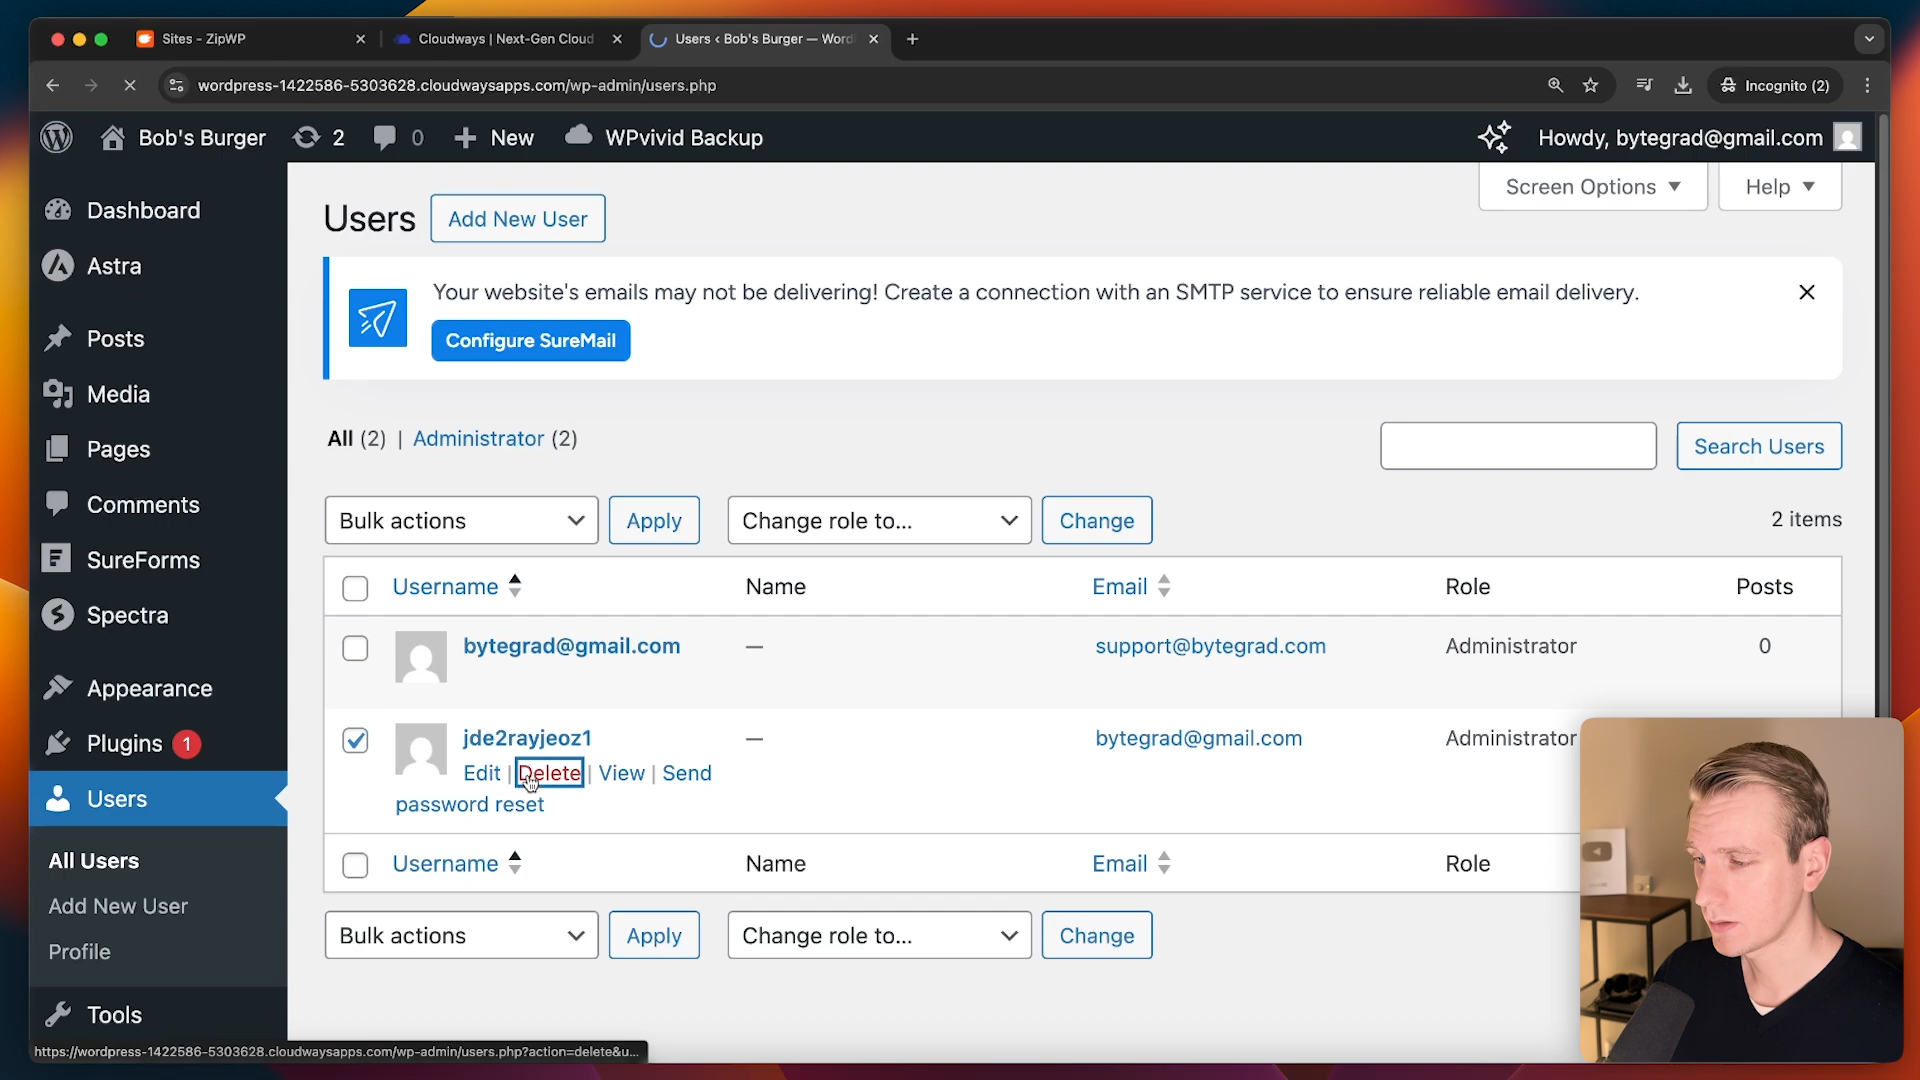 Sites - ZipWP
Cloudways | Next-Gen Cloud
Users ‹ Bob's Burger — Word
wordpress-1422586-5303628.cloudwaysapps.com/wp-admin/users.php
Incognito (2)
Bob's Burger
2
0
New
WPvivid Backup
Howdy, bytegrad@gmail.com
Screen Options
Help
Dashboard
Astra
Posts
Media
Pages
Comments
SureForms
Spectra
Appearance
Plugins 1
Users
All Users
Add New User
Profile
Tools
Users
Add New User
Your website's emails may not be delivering! Create a connection with an SMTP service to ensure reliable email delivery.
Configure SureMail
All (2) | Administrator (2)
Search Users
Bulk actions
Apply
Change role to...
Change
2 items
Username Name Email Role Posts
bytegrad@gmail.com — support@bytegrad.com Administrator 0
jde2rayjeoz1 — bytegrad@gmail.com Administrator
Edit | Delete | View | Send
password reset
Username Name Email Role
Bulk actions
Apply
Change role to...
Change
https://wordpress-1422586-5303628.cloudwaysapps.com/wp-admin/users.php?action=delete&u...